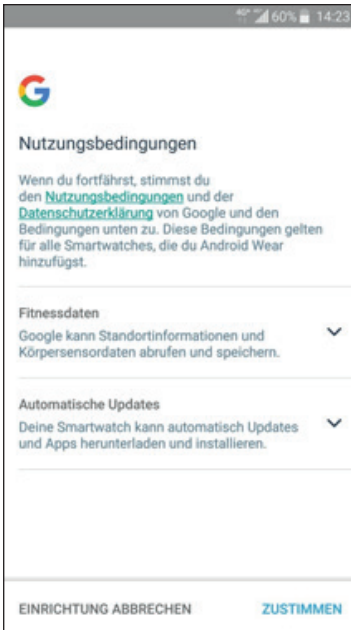 60% 14:23
Nutzungsbedingungen
Wenn du fortfährst, stimmst du
den Nutzungsbedingungen und der
Datenschutzerklärung von Google und den
Bedingungen unten zu. Diese Bedingungen gelten
für alle Smartwatches, die du Android Wear
hinzufügst.
Fitnessdaten
Google kann Standortinformationen und
Körpersensordaten abrufen und speichern.
Automatische Updates
Deine Smartwatch kann automatisch Updates
und Apps herunterladen und installieren.
EINRICHTUNG ABBRECHEN ZUSTIMMEN